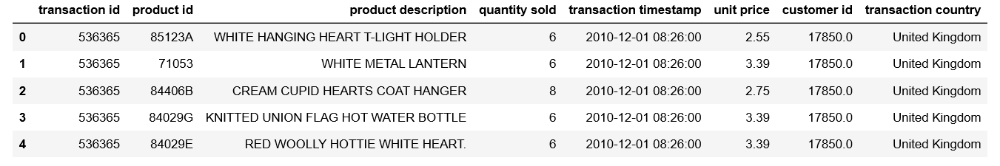 transaction id product id product description quantity sold transaction timestamp unit price customer id transaction country
0 536365 85123A WHITE HANGING HEART T-LIGHT HOLDER 6 2010-12-01 08:26:00 2.55 17850.0 United Kingdom
1 536365 71053 WHITE METAL LANTERN 6 2010-12-01 08:26:00 3.39 17850.0 United Kingdom
2 536365 84406B CREAM CUPID HEARTS COAT HANGER 8 2010-12-01 08:26:00 2.75 17850.0 United Kingdom
3 536365 84029G KNITTED UNION FLAG HOT WATER BOTTLE 6 2010-12-01 08:26:00 3.39 17850.0 United Kingdom
4 536365 84029E RED WOOLLY HOTTIE WHITE HEART. 6 2010-12-01 08:26:00 3.39 17850.0 United Kingdom